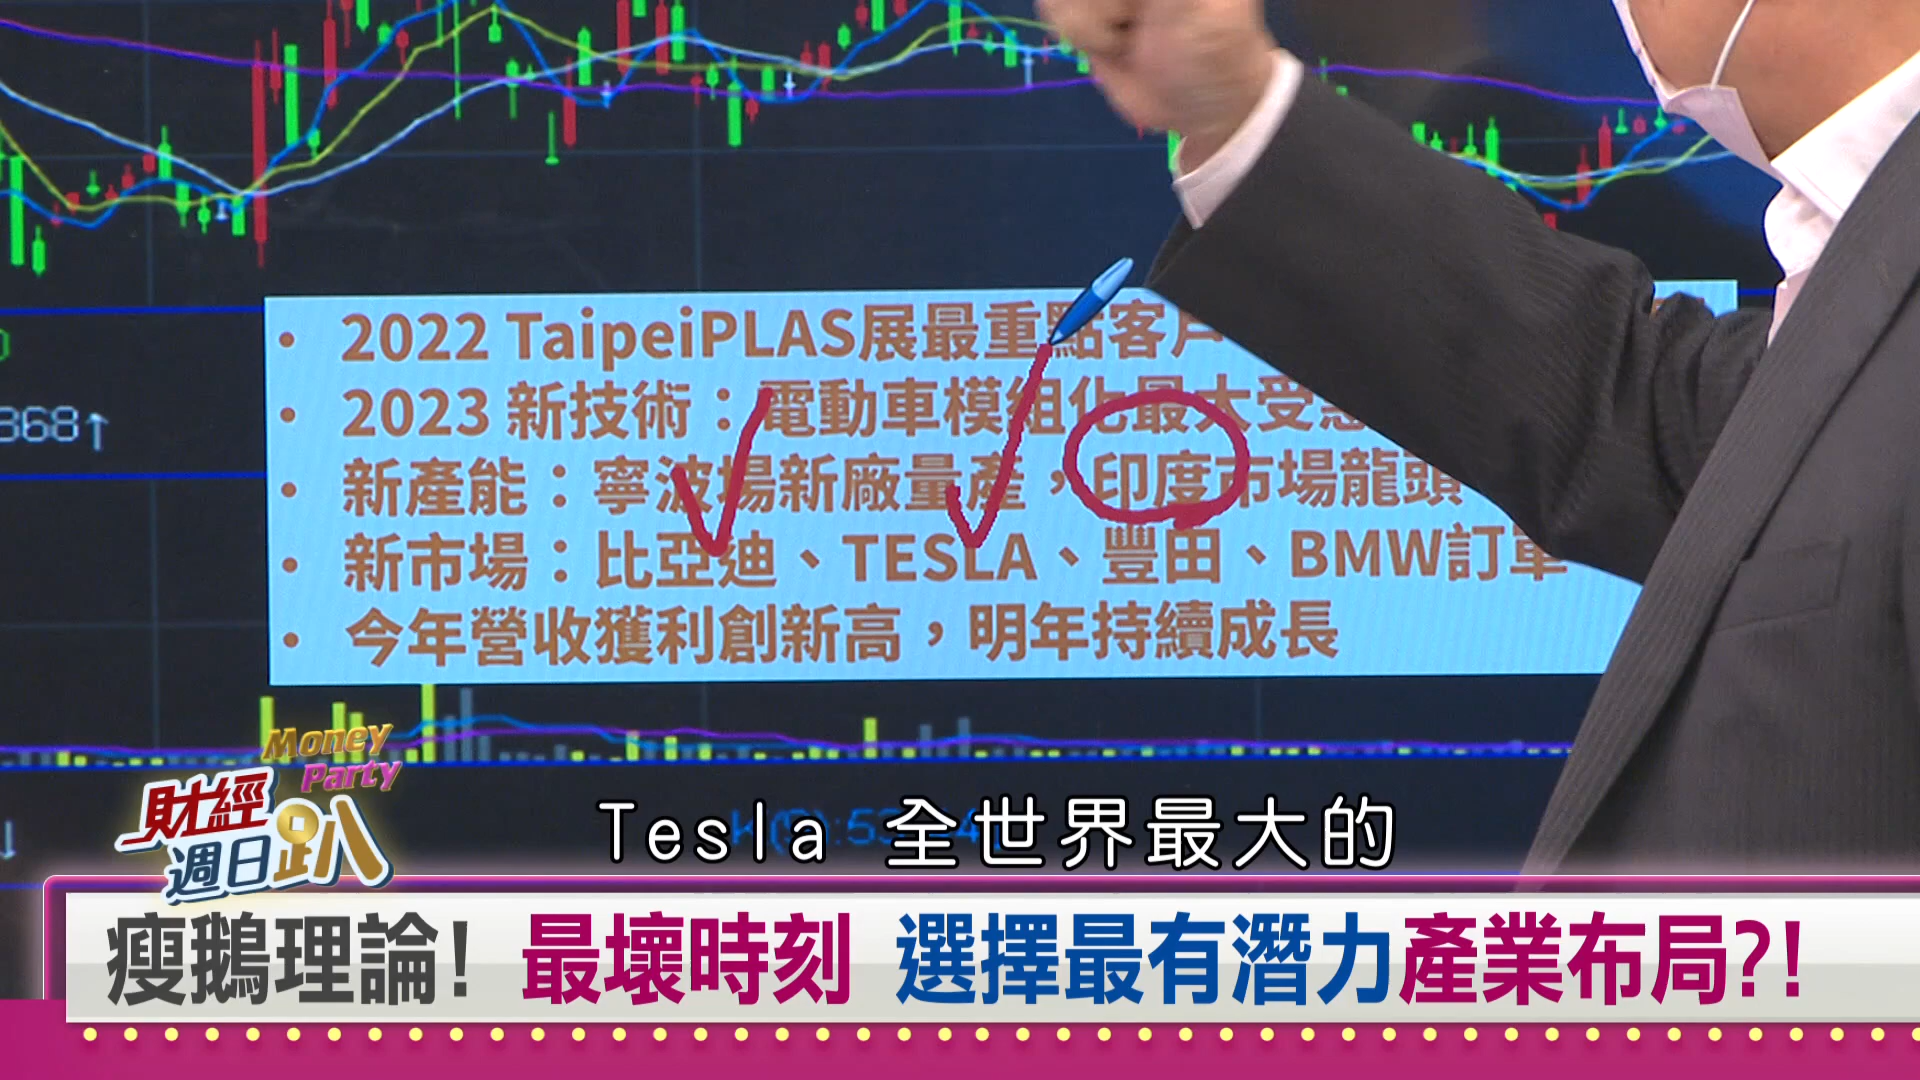 • 2022 TaipeiPLAS展最重點客戶
• 2023 新技術：電動車模組化最大受惠
• 新產能：寧波場新廠量產，印度市場龍頭
• 新市場：比亞迪、TESLA、豐田、BMW訂單
• 今年營收獲利創新高，明年持續成長
868↑
Money
Party
財經
週日趴
Tesla 全世界最大的
瘦鵝理論！最壞時刻 選擇最有潛力產業布局?!